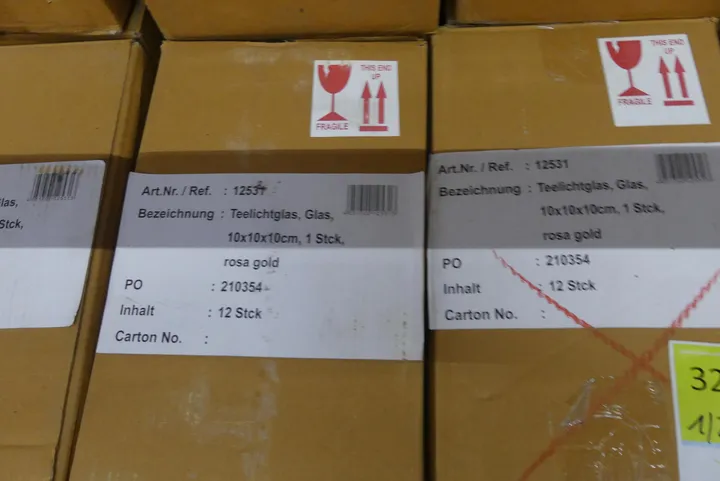 las,
Stck,
THIS END
UP
FRAGILE
Art.Nr. / Ref. : 12531
Bezeichnung : Teelichtglas, Glas,
10x10x10cm, 1 Stck,
rosa gold
PO : 210354
Inhalt : 12 Stck
Carton No. :
THIS END
UP
FRAGILE
Art.Nr. / Ref. : 12531
Bezeichnung : Teelichtglas, Glas,
10x10x10cm, 1 Stck,
rosa gold
PO : 210354
Inhalt : 12 Stck
Carton No. :
32